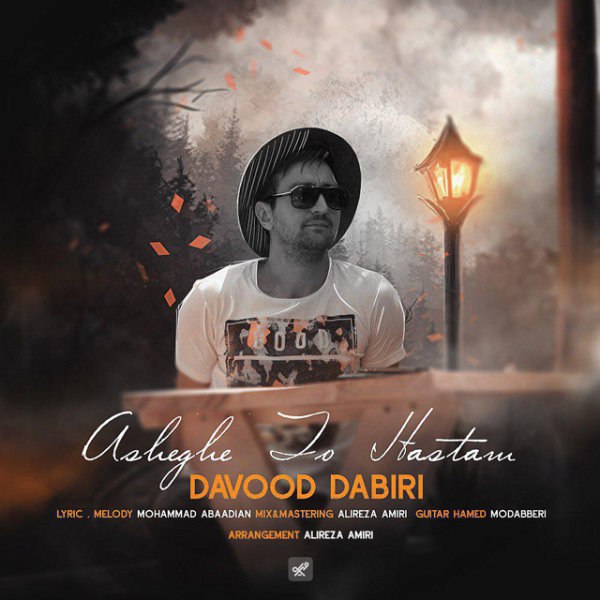 Asheghe To Hastam
DAVOOD DABIRI
LYRIC . MELODY MOHAMMAD ABAADIAN MIX&MASTERING ALIREZA AMIRI GUITAR HAMED MODABBERI
ARRANGEMENT ALIREZA AMIRI